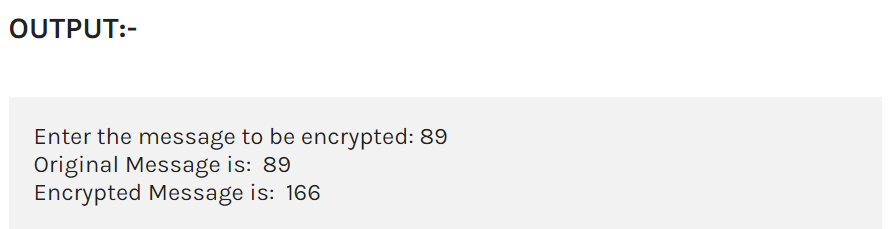 OUTPUT:-
Enter the message to be encrypted: 89
Original Message is:  89
Encrypted Message is:  166